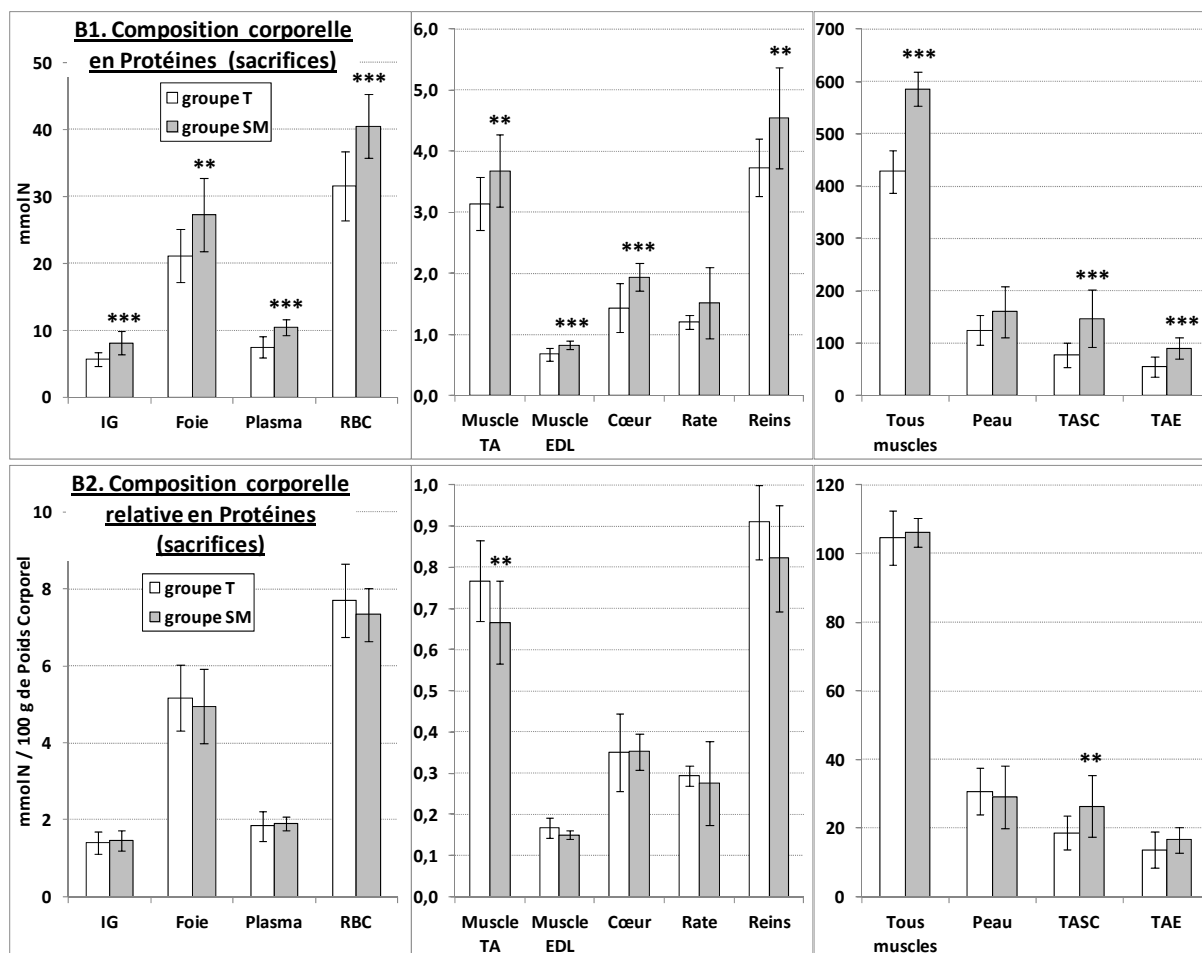 B1. Composition corporelle
en Protéines (sacrifices)
50
40
30
20
10
0
mmol N
groupe T
groupe SM
***
**
***
***
IG
Foie
Plasma
RBC
6,0
5,0
4,0
3,0
2,0
1,0
0,0
**
***
***
**
Muscle TA
Muscle EDL
Cœur
Rate
Reins
700
600
500
400
300
200
100
0
***
***
***
Tous muscles
Peau
TASC
TAE
B2. Composition corporelle
relative en Protéines
(sacrifices)
10
8
6
4
2
0
mmol N / 100 g de Poids Corporel
groupe T
groupe SM
IG
Foie
Plasma
RBC
1,0
0,9
0,8
0,7
0,6
0,5
0,4
0,3
0,2
0,1
0,0
**
Muscle TA
Muscle EDL
Cœur
Rate
Reins
120
100
80
60
40
20
0
**
Tous muscles
Peau
TASC
TAE